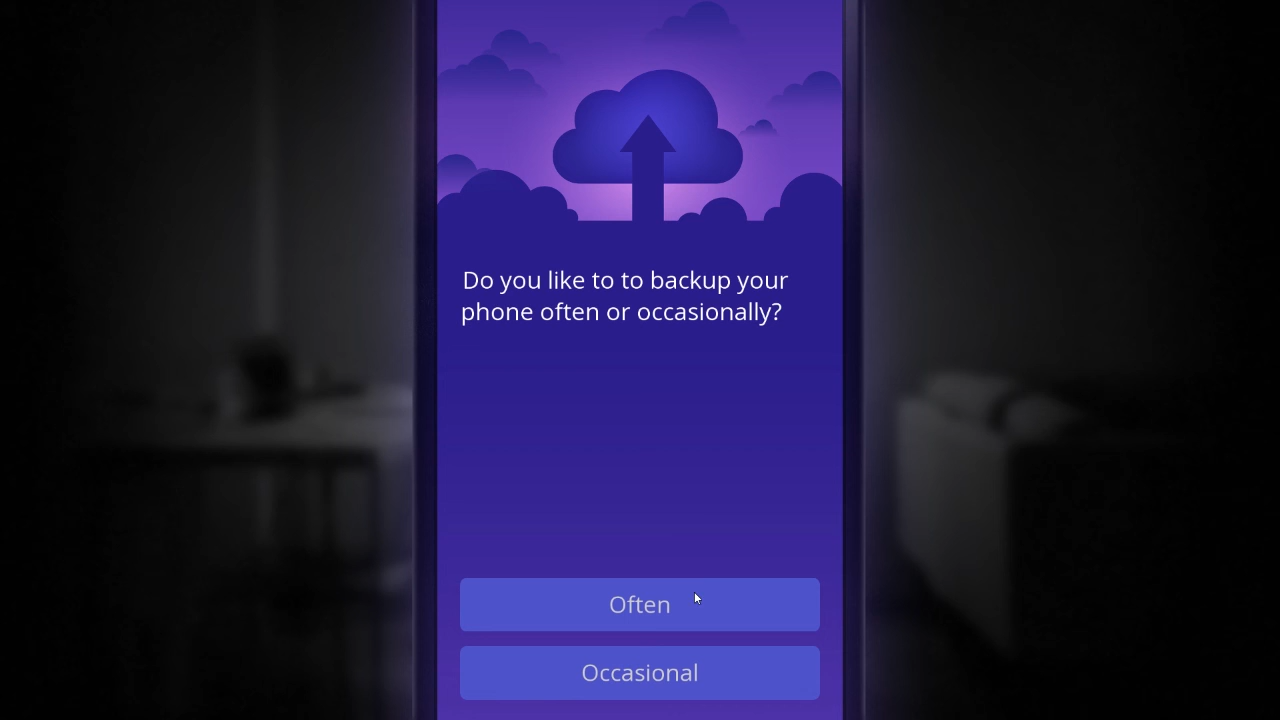 Do you like to to backup your
phone often or occasionally?
Often
Occasional